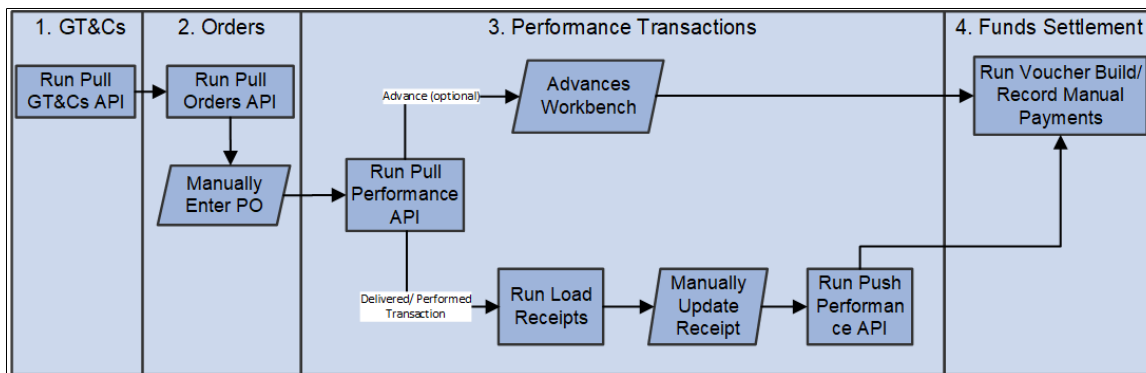 1. GT&Cs
2. Orders
3. Performance Transactions
4. Funds Settlement
Run Pull
GT&Cs API
Run Pull
Orders API
Manually
Enter PO
Run Pull
Performance
API
Advance (optional)
Advances
Workbench
Delivered/ Performed
Transaction
Run Load
Receipts
Manually
Update
Receipt
Run Push
Performan
ce API
Run Voucher Build/
Record Manual
Payments